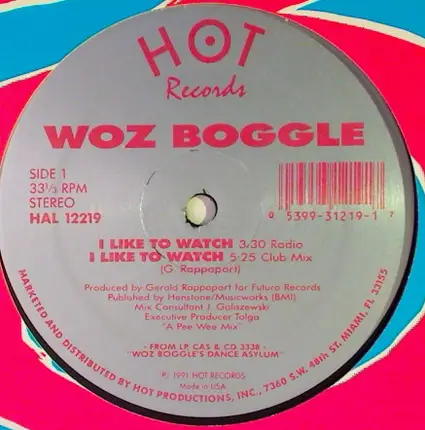 HOT
Records
WOZ BOGGLE
SIDE 1
33⅓ RPM
STEREO
HAL 12219
0 5399-31219-1 7
I LIKE TO WATCH 3:30 Radio
I LIKE TO WATCH 5:25 Club Mix
(G. Rappaport)
Produced by Gerald Rappaport for Futura Records
Published by Henstone/Musicworks (BMI)
Mix Consultant J. Galazewski
Executive Producer Tolga
"A Pee Wee Mix"
- FROM LP, CAS & CD 3338 -
"WOZ BOGGLE'S DANCE ASYLUM"
℗ 1991 HOT RECORDS
Made in USA
MARKETED AND DISTRIBUTED BY HOT PRODUCTIONS, INC., 7360 S.W. 48th ST. MIAMI, FL 33155